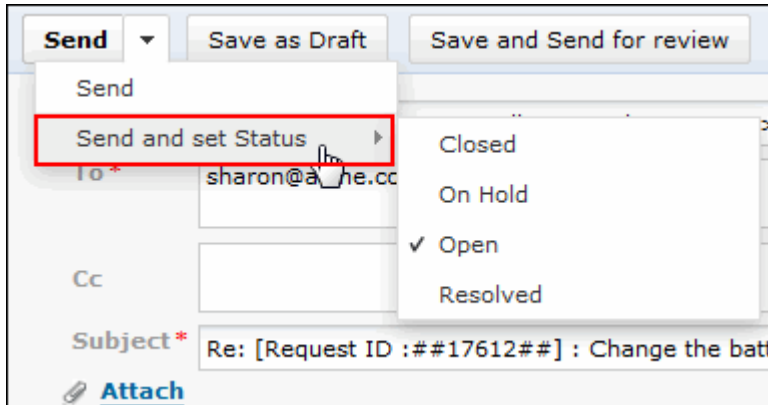 Send Save as Draft Save and Send for review
Send
Send and set Status
Closed
To *
On Hold
✓ Open
Cc
Resolved
Subject *
Re: [Request ID :##17612##] : Change the
Attach